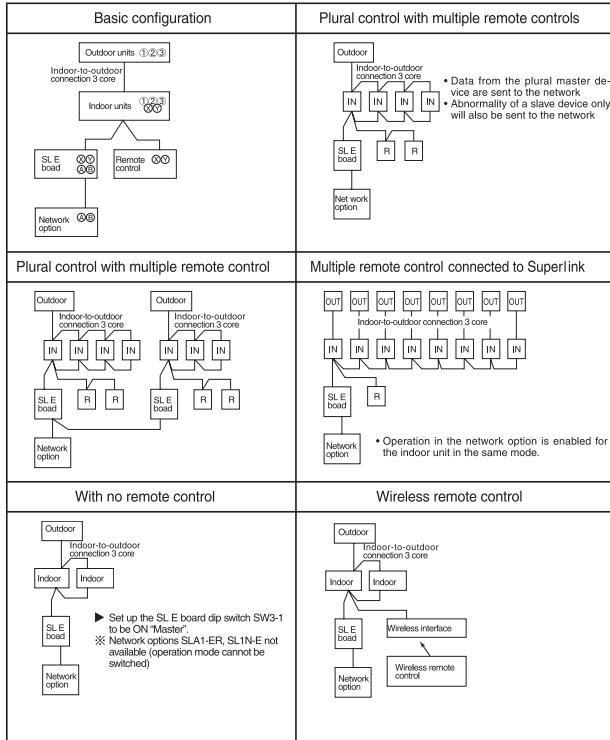 Basic configuration
Outdoor units ①②③
Indoor-to-outdoor
connection 3 core
Indoor units ①②③
ⓍⓎ
SL E
boad
ⓍⓎ
ⒶⒷ
Remote
control
ⓍⓎ
Network
option
ⒶⒷ
Plural control with multiple remote controls
Outdoor
Indoor-to-outdoor
connection 3 core
IN IN IN IN
SL E
boad
R R
Net work
option
• Data from the plural master de-
vice are sent to the network
• Abnormality of a slave device only
will also be sent to the network
Plural control with multiple remote control
Outdoor
Indoor-to-outdoor
connection 3 core
IN IN IN IN
SL E
boad
R R
Network
option
Outdoor
Indoor-to-outdoor
connection 3 core
IN IN IN IN
SL E
boad
R R
Multiple remote control connected to Superlink
OUT OUT OUT OUT OUT OUT OUT OUT
Indoor-to-outdoor connection 3 core
IN IN IN IN IN IN IN IN
SL E
boad
R
Network
option
• Operation in the network option is enabled for
the indoor unit in the same mode.
With no remote control
Outdoor
Indoor-to-outdoor
connection 3 core
Indoor Indoor
SL E
boad
Network
option
▶ Set up the SL E board dip switch SW3-1
to be ON “Master”.
※ Network options SLA1-ER, SL1N-E not
available (operation mode cannot be
switched)
Wireless remote control
Outdoor
Indoor-to-outdoor
connection 3 core
Indoor Indoor
SL E
boad
Wireless interface
Network
option
Wireless remote
control